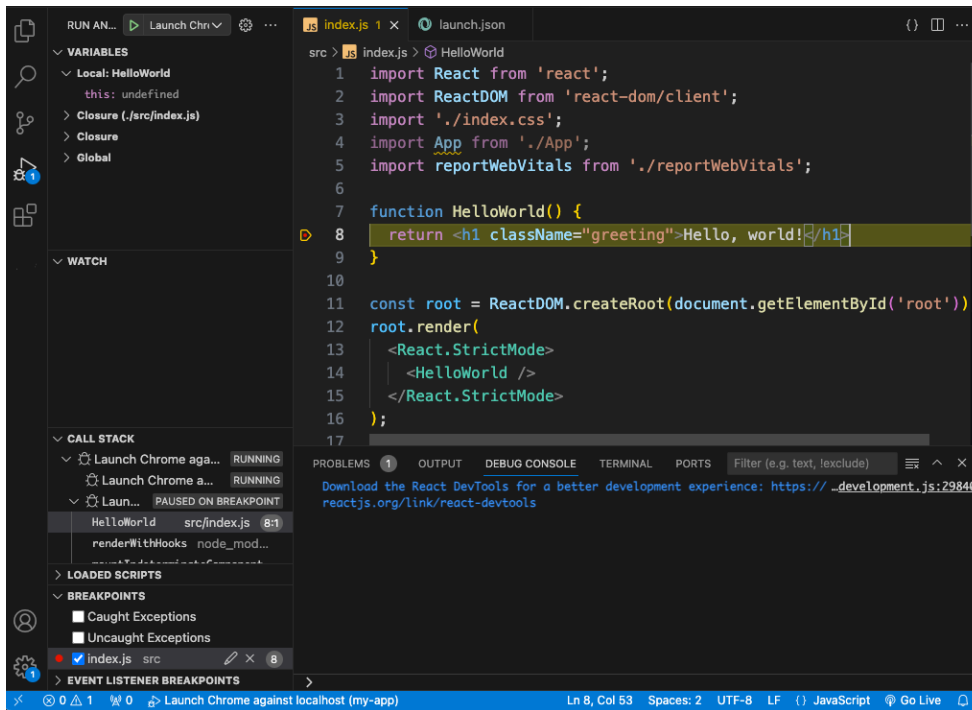 RUN AN... Launch Chr
VARIABLES
Local: HelloWorld
this: undefined
Closure (./src/index.js)
Closure
Global
WATCH
CALL STACK
Launch Chrome aga... RUNNING
Launch Chrome a... RUNNING
Laun... PAUSED ON BREAKPOINT
HelloWorld src/index.js 8:1
renderWithHooks node_mod...
LOADED SCRIPTS
BREAKPOINTS
Caught Exceptions
Uncaught Exceptions
index.js src 8
EVENT LISTENER BREAKPOINTS
1
1
JS index.js 1 launch.json
src > JS index.js > HelloWorld
1 import React from 'react';
2 import ReactDOM from 'react-dom/client';
3 import './index.css';
4 import App from './App';
5 import reportWebVitals from './reportWebVitals';
6
7 function HelloWorld() {
8 return <h1 className="greeting">Hello, world!</h1>
9 }
10
11 const root = ReactDOM.createRoot(document.getElementById('root'))
12 root.render(
13 <React.StrictMode>
14 <HelloWorld />
15 </React.StrictMode>
16 );
17
PROBLEMS 1 OUTPUT DEBUG CONSOLE TERMINAL PORTS Filter (e.g. text, !exclude)
Download the React DevTools for a better development experience: https:// …development.js:29840
reactjs.org/link/react-devtools
>
0 1 0 Launch Chrome against localhost (my-app) Ln 8, Col 53 Spaces: 2 UTF-8 LF {} JavaScript Go Live